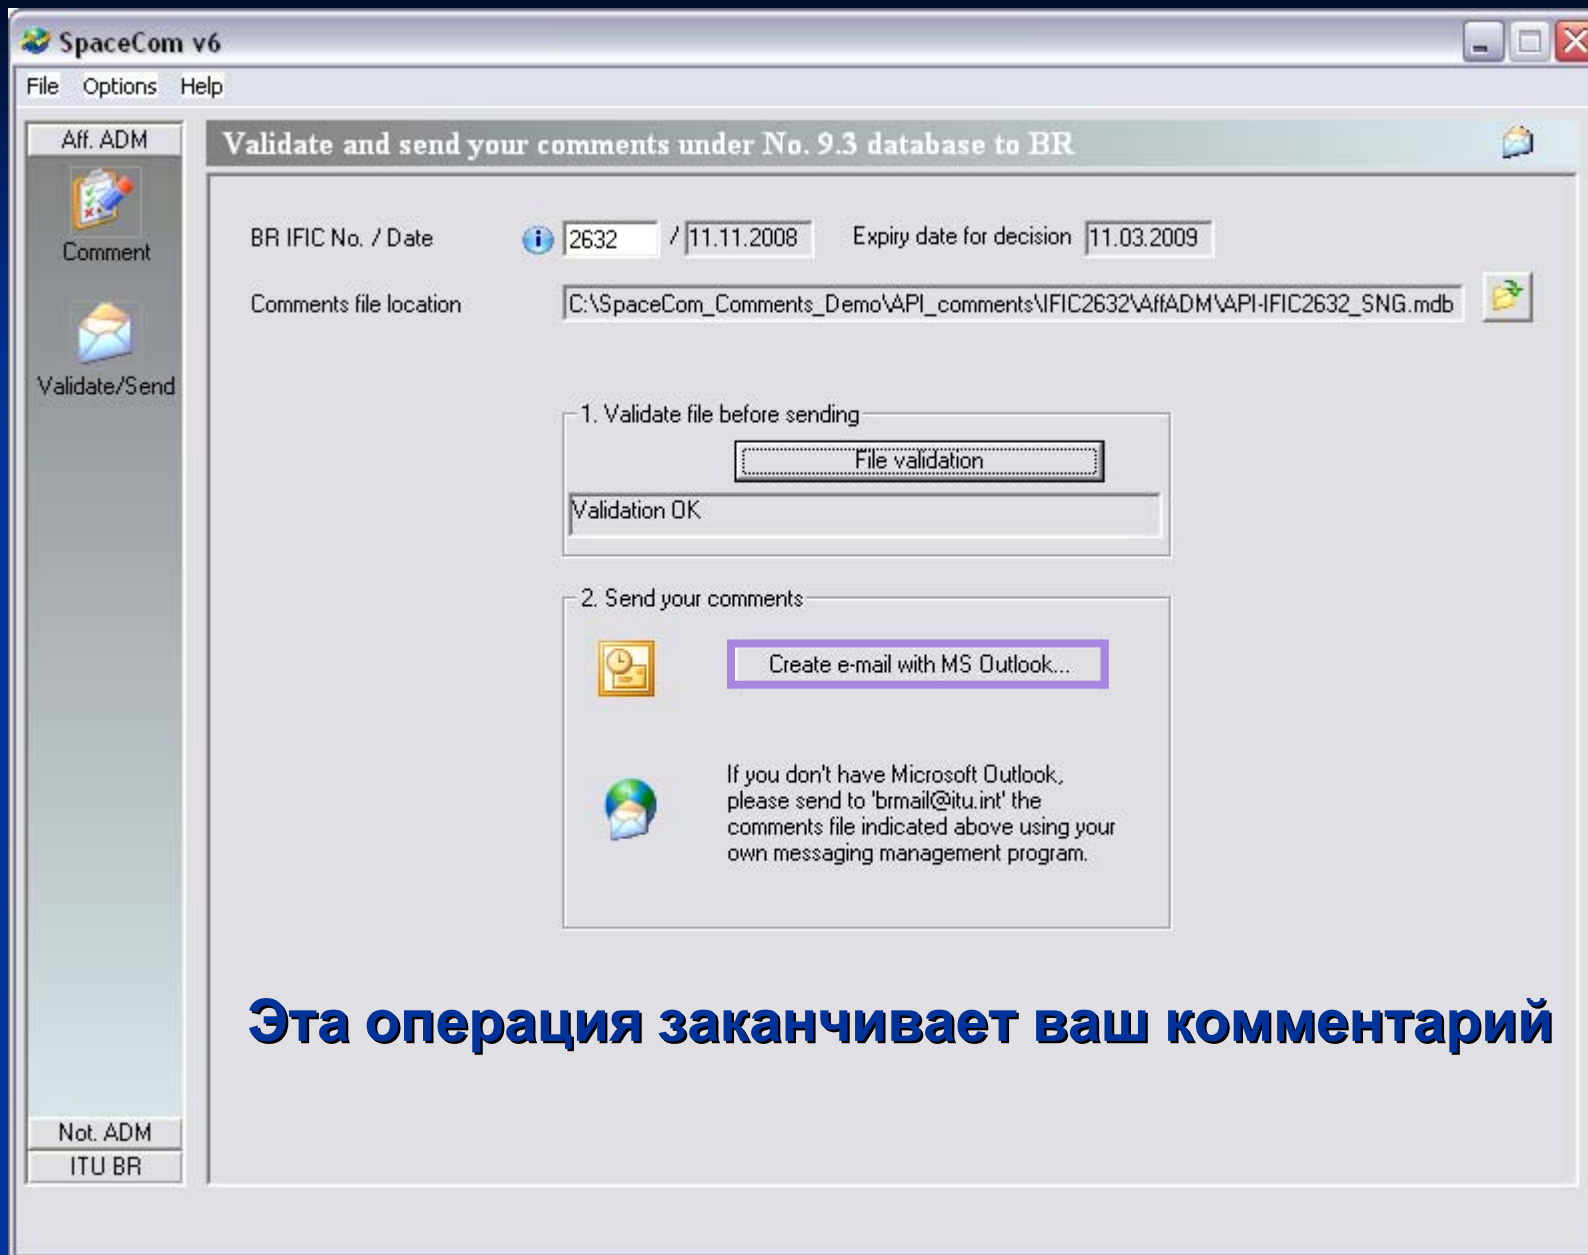 SpaceCom v6
File Options Help
Aff. ADM
Comment
Validate/Send
Not. ADM
ITU BR
Validate and send your comments under No. 9.3 database to BR
BR IFIC No. / Date 2632 / 11.11.2008 Expiry date for decision 11.03.2009
Comments file location C:\SpaceCom_Comments_Demo\API_comments\IFIC2632\AffADM\API-IFIC2632_SNG.mdb
1. Validate file before sending
File validation
Validation OK
2. Send your comments
Create e-mail with MS Outlook...
If you don't have Microsoft Outlook,
please send to 'brmail@itu.int' the
comments file indicated above using your
own messaging management program.
Эта операция заканчивает ваш комментарий